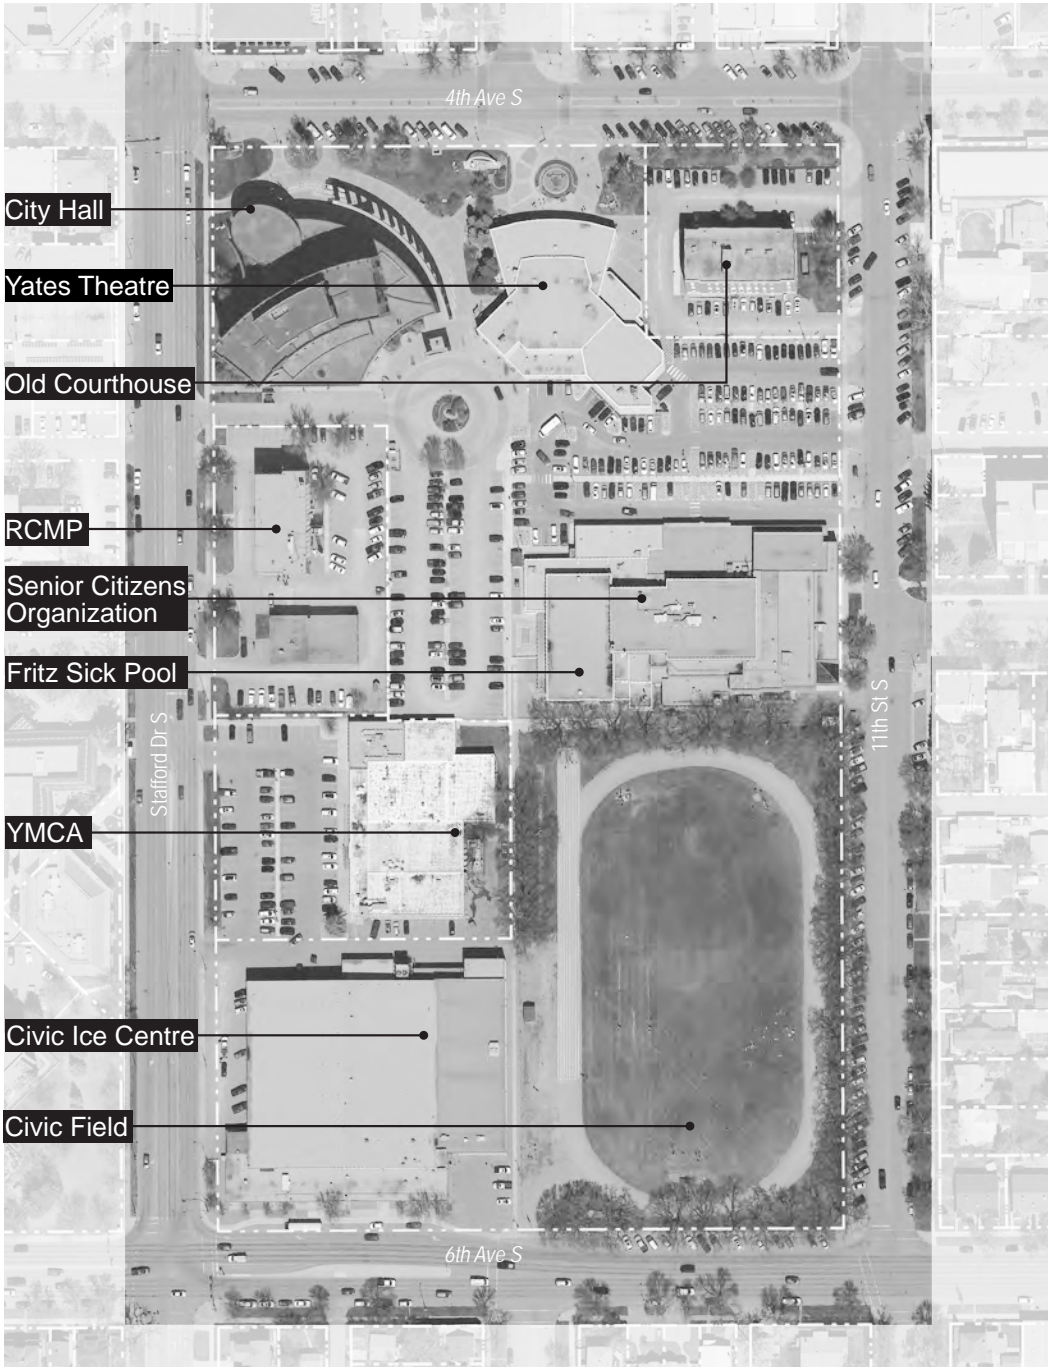 4th Ave S
City Hall
Yates Theatre
Old Courthouse
RCMP
Senior Citizens
Organization
Fritz Sick Pool
11th St S
Stafford Dr S
YMCA
Civic Ice Centre
Civic Field
6th Ave S